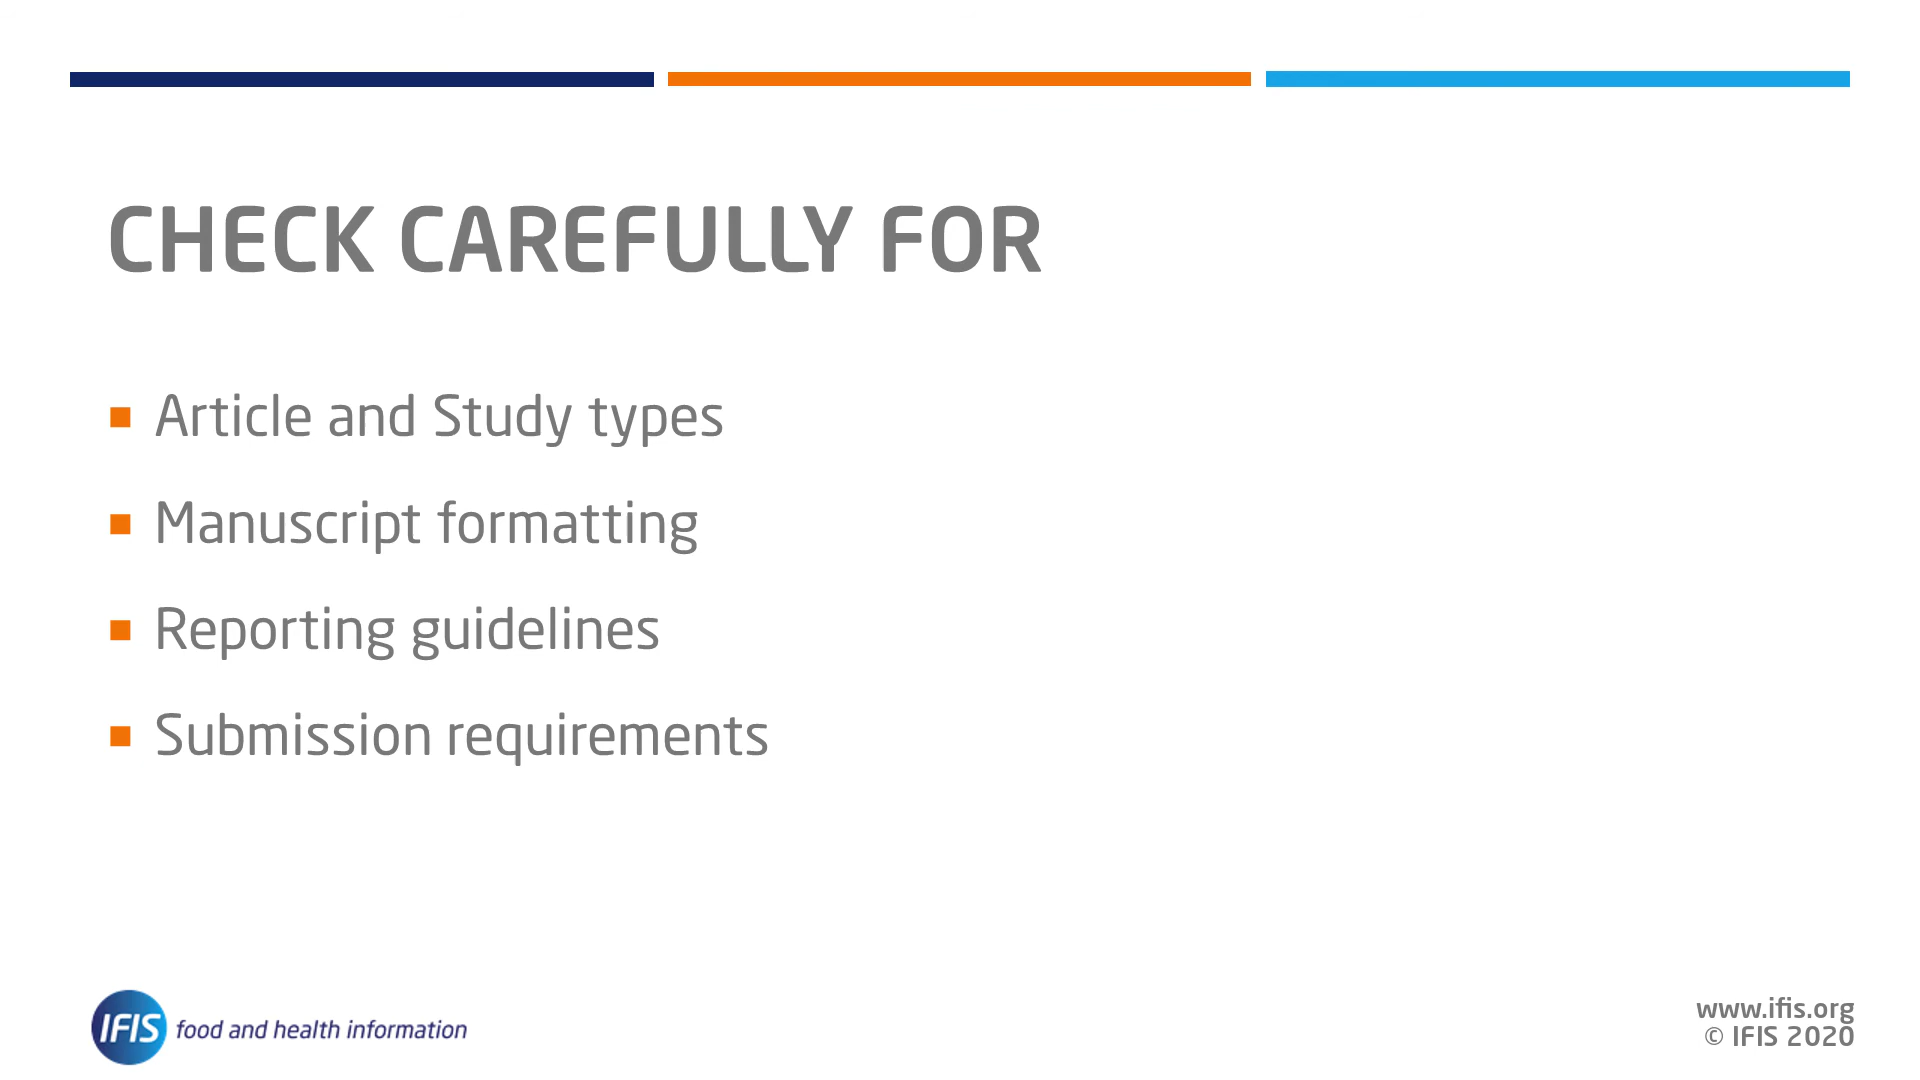 CHECK CAREFULLY FOR
Article and Study types
Manuscript formatting
Reporting guidelines
Submission requirements
IFIS food and health information
www.ifis.org
© IFIS 2020